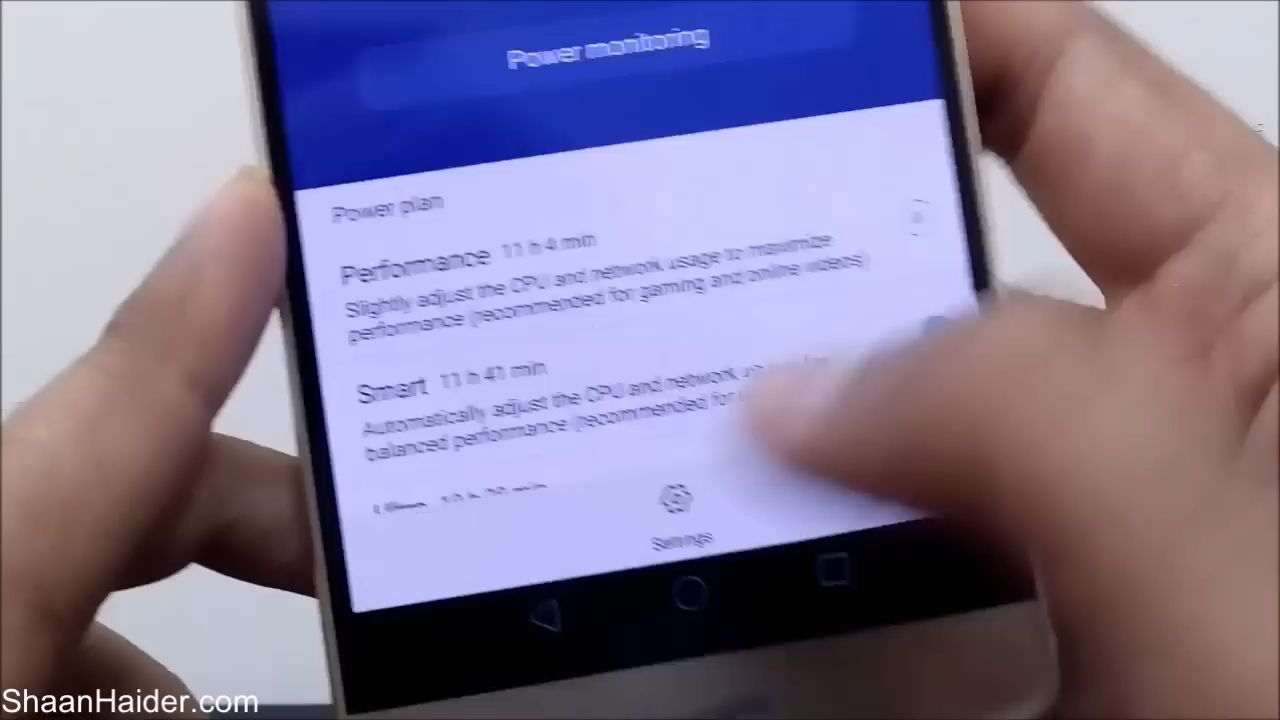 Power monitoring
Power plan
Performance 11 h 4 min
Slightly adjust the CPU and network usage to maximize
performance (recommended for gaming and online videos)
Smart 11 h 41 min
Automatically adjust the CPU and network
balanced performance (recommended for
Settings
ShaanHaider.com